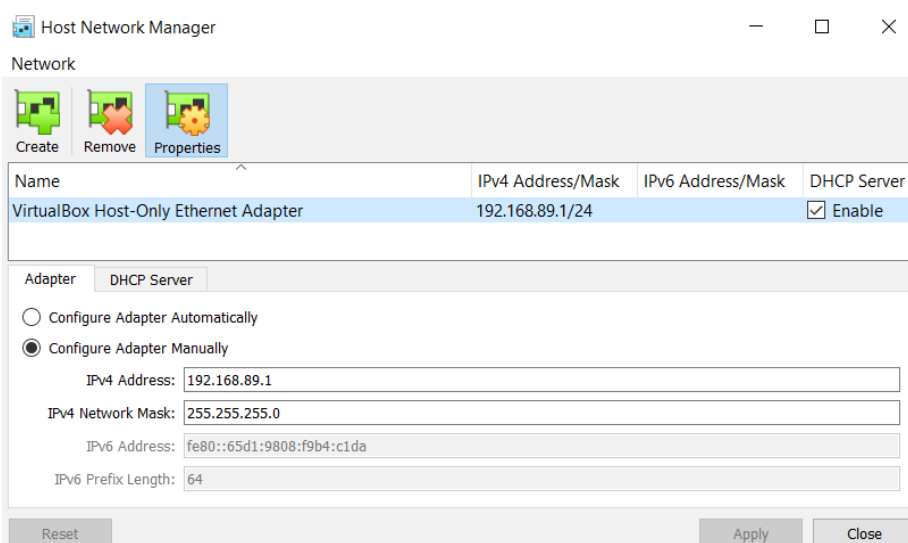 Host Network Manager
Network
Create Remove Properties
Name IPv4 Address/Mask IPv6 Address/Mask DHCP Server
VirtualBox Host-Only Ethernet Adapter 192.168.89.1/24 Enable
Adapter DHCP Server
Configure Adapter Automatically
Configure Adapter Manually
IPv4 Address: 192.168.89.1
IPv4 Network Mask: 255.255.255.0
IPv6 Address: fe80::65d1:9808:f9b4:c1da
IPv6 Prefix Length: 64
Reset Apply Close